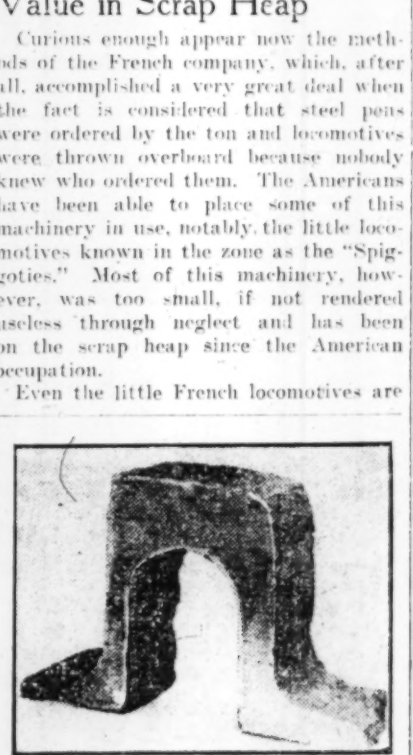 Value in Scrap Heap
Curious enough appear now the meth-
ods of the French company, which, after
all, accomplished a very great deal when
the fact is considered that steel pens
were ordered by the ton and locomotives
were thrown overboard because nobody
knew who ordered them. The Americans
have been able to place some of this
machinery in use, notably, the little loco-
motives known in the zone as the "Spig-
goties." Most of this machinery, how-
ever, was too small, if not rendered
useless through neglect and has been
on the scrap heap since the American
occupation.
Even the little French locomotives are